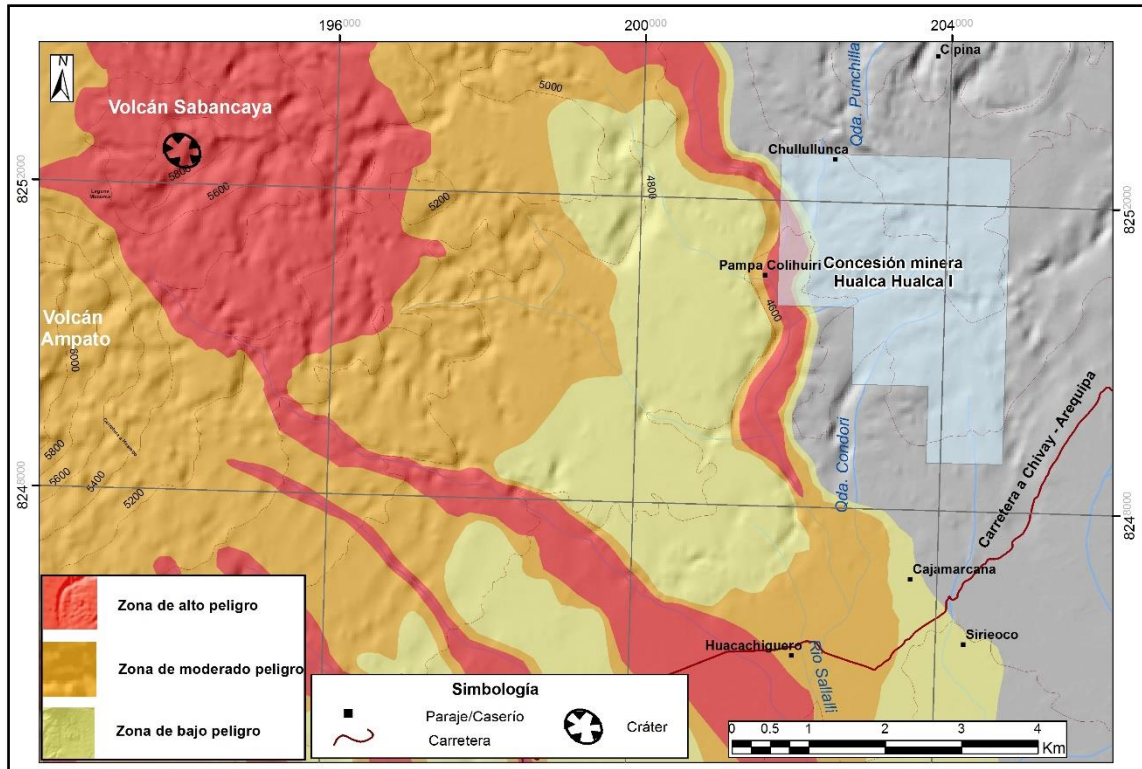 196000
200000
204000
N
Cipina
Qda. Punchilla
Volcán Sabancaya
5000
Chullullunca
8252000
5800
5600
5200
4800
8252000
Pampa Colihuiri
Concesión minera
Hualca Hualca I
4600
Volcán
Ampato
6000
Carretera a Chivay - Arequipa
5800
5600
5400
5200
8248000
Qda. Condori
8248000
Cajamarcana
Huacachiguero
Sirieoco
Río Sallalli
Zona de alto peligro
Zona de moderado peligro
Zona de bajo peligro
Simbología
Paraje/Caserío
Carretera
Cráter
0 0.5 1 2 3 4
Km